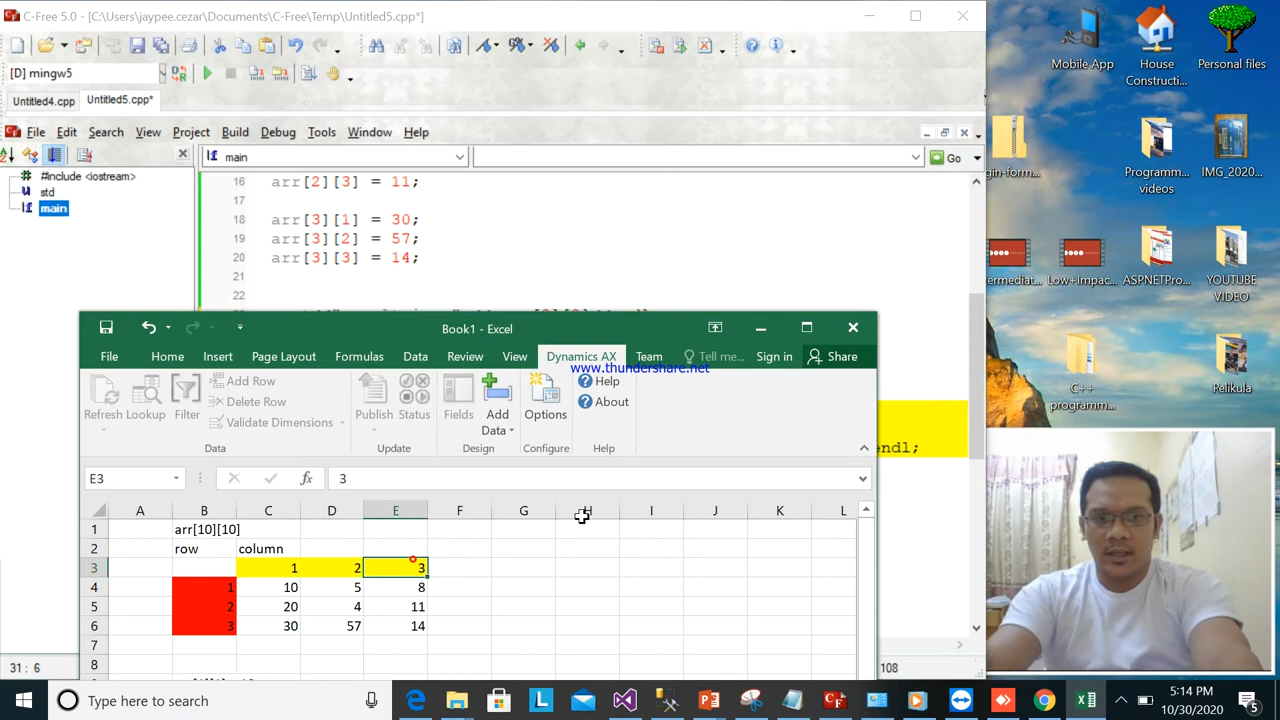 C-Free 5.0 - [C:\Users\jaypee.cezar\Documents\C-Free\Temp\Untitled5.cpp*]
[D] mingw5
Untitled4.cpp
Untitled5.cpp*
File Edit Search View Project Build Debug Tools Window Help
main
Go
#include <iostream>
std
main
16 arr[2][3] = 11;
17
18 arr[3][1] = 30;
19 arr[3][2] = 57;
20 arr[3][3] = 14;
21
22
endl;
31 : 6
108
Book1 - Excel
File Home Insert Page Layout Formulas Data Review View Dynamics AX Team Tell me... Sign in Share
www.thundershare.net
Refresh Lookup Filter
Add Row
Delete Row
Validate Dimensions
Data
Publish Status
Update
Fields
Add Data
Design
Options
Configure
Help
About
Help
E3
fx
3
A B C D E F G H I J K L
1 arr[10][10]
2 row column
3 1 2 3
4 1 10 5 8
5 2 20 4 11
6 3 30 57 14
7
8
Mobile App
House Constructi...
Personal files
gin-form...
Programm... videos
IMG_2020...
termediat...
Low+Impac...
ASPNETPro...
YOUTUBE VIDEO
C++ programm...
Pelikula
Type here to search
5:14 PM
10/30/2020
5